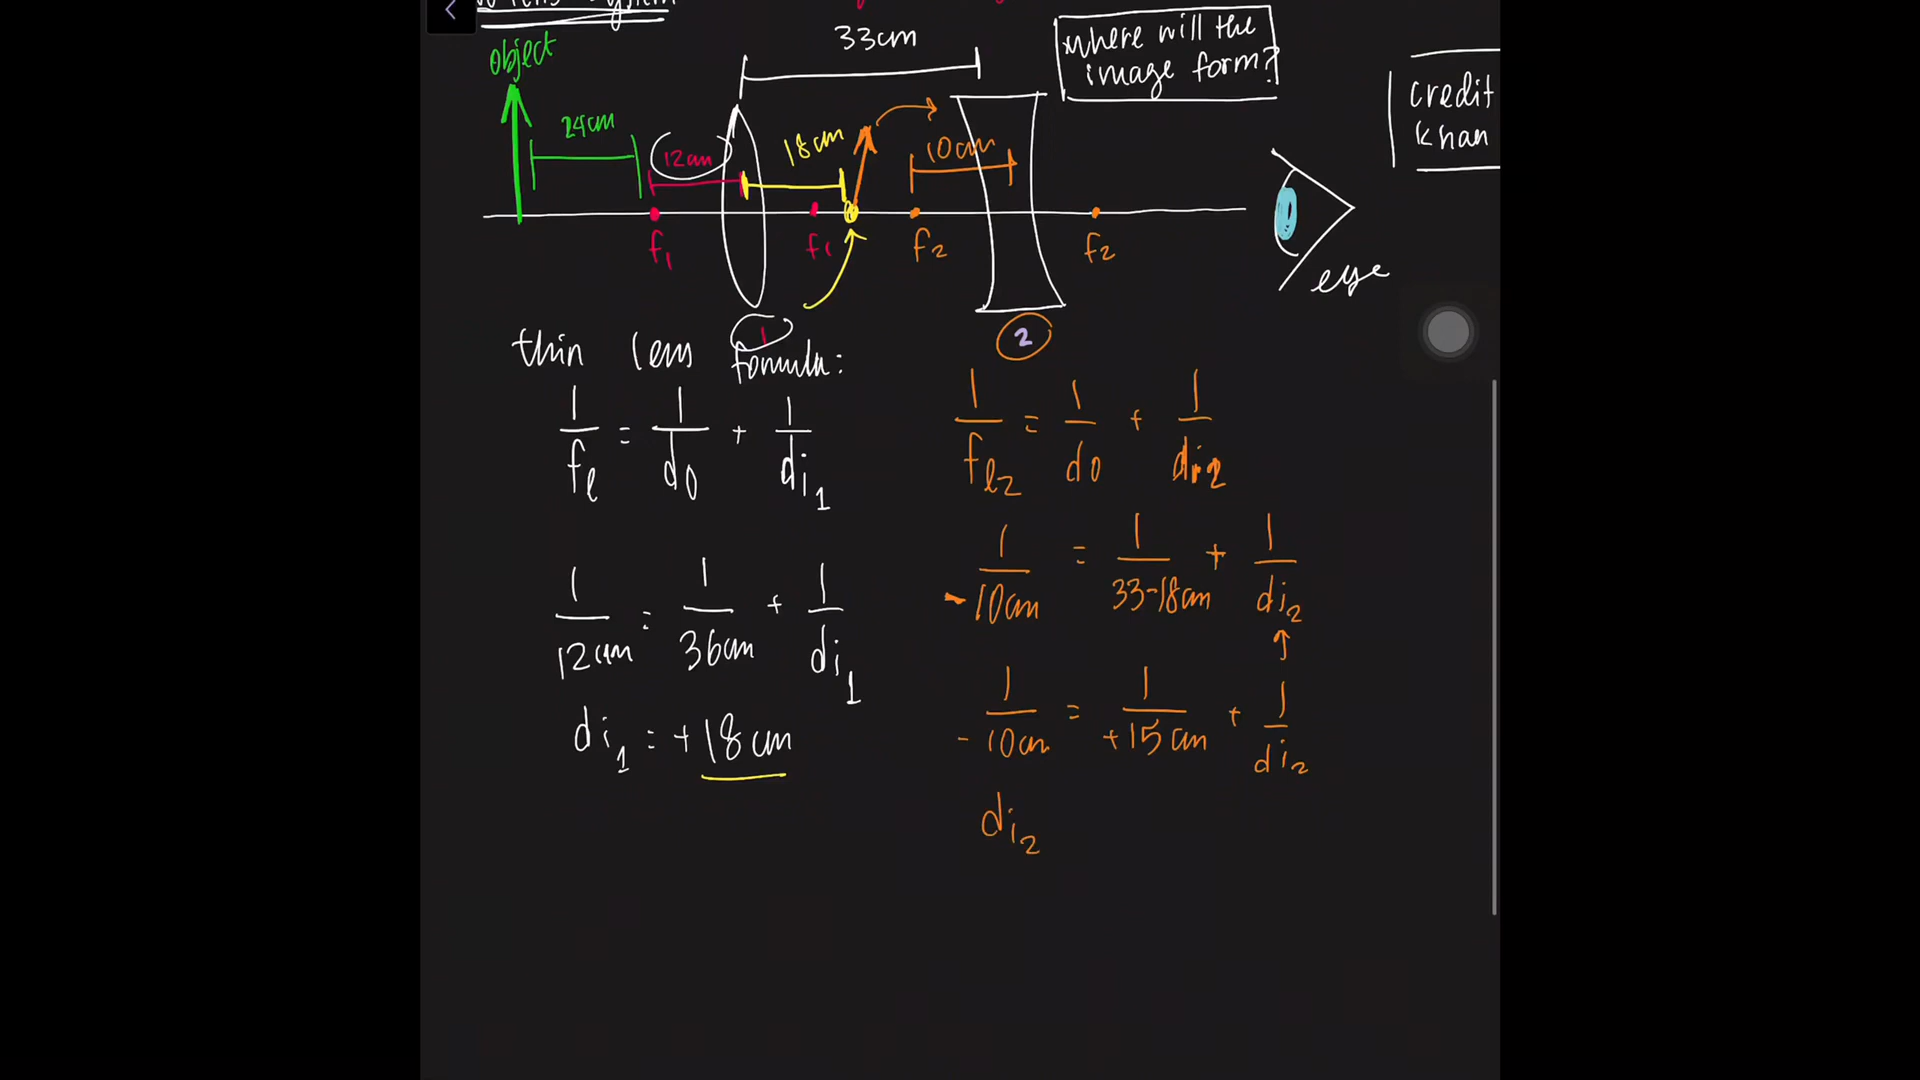 object
33cm
where will the
image form?
credit
khan
24cm
12cm
18cm
10cm
f1
f1
f2
f2
eye
1
2
thin lens formula:
1/fl = 1/do + 1/di1
1/12cm = 1/36cm + 1/di1
di1 = +18cm
1/fl2 = 1/do + 1/di2
1/-10cm = 1/33-18cm + 1/di2
1/-10cm = 1/+15cm + 1/di2
di2